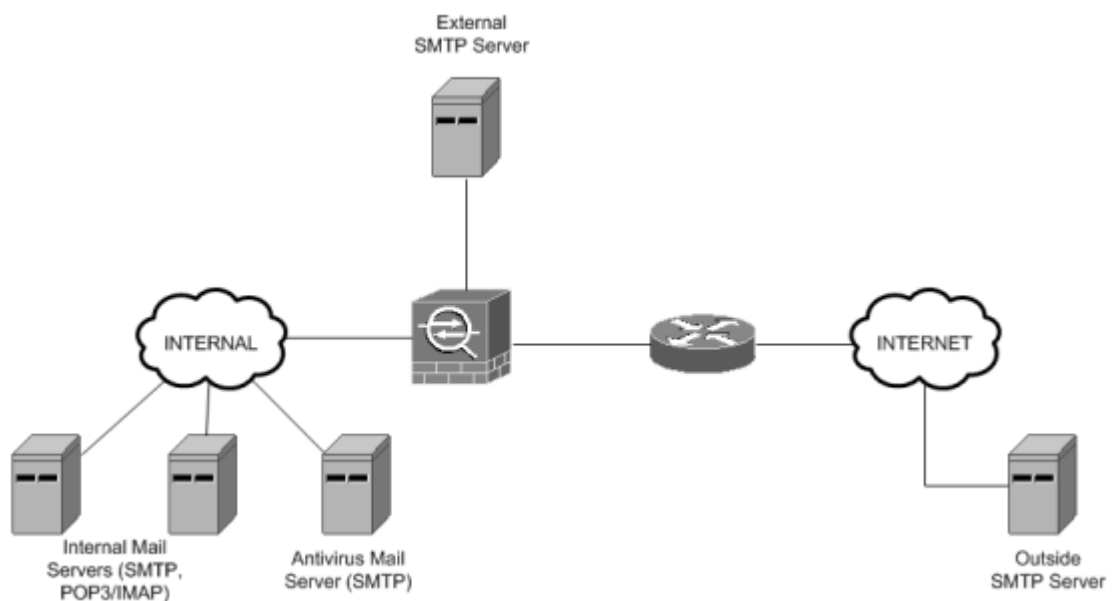 External
SMTP Server
INTERNAL
INTERNET
Internal Mail
Servers (SMTP,
POP3/IMAP)
Antivirus Mail
Server (SMTP)
Outside
SMTP Server